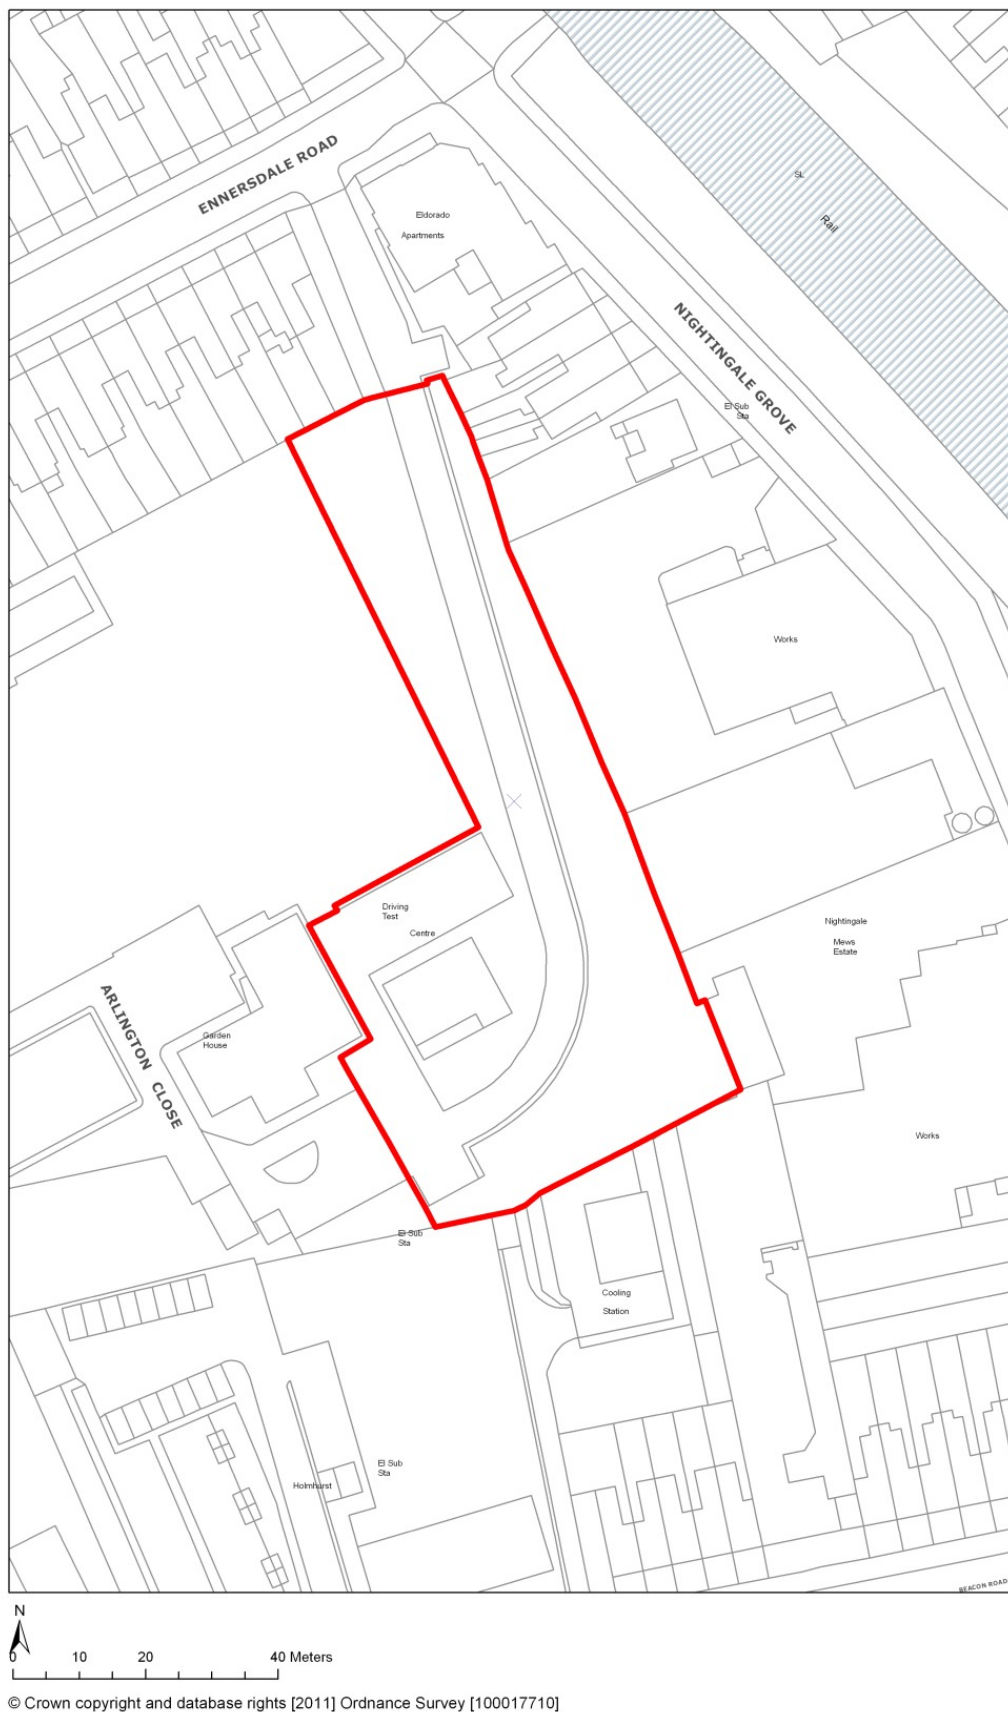 ENNERSDALE ROAD
SL
Rail
Eldorado
Apartments
NIGHTINGALE GROVE
El Sub
Sta
Works
Driving
Test
Centre
Nightingale
Mews
Estate
ARLINGTON CLOSE
Garden
House
Works
El Sub
Sta
Cooling
Station
El Sub
Sta
Holmhurst
BEACON ROAD
N
0 10 20 40 Meters
© Crown copyright and database rights [2011] Ordnance Survey [100017710]